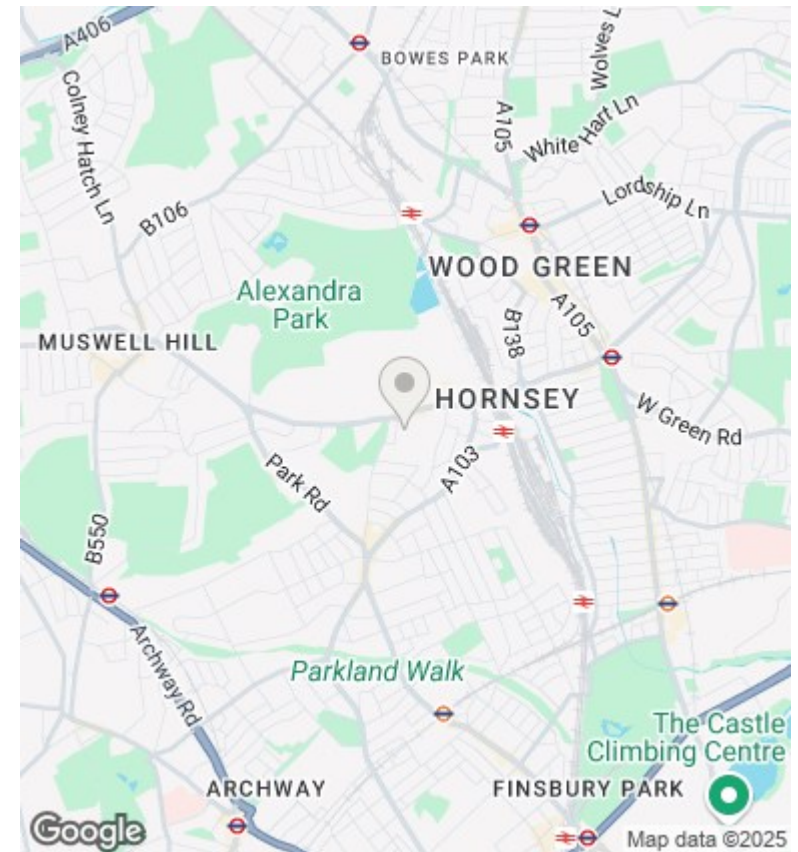 A406
BOWES PARK
Wolves L
Colney Hatch Ln
A105
White Hart Ln
Lordship Ln
B106
WOOD GREEN
Alexandra
Park
A105
B138
MUSWELL HILL
HORNSEY
W Green Rd
Park Rd
A103
B550
Archway Rd
Parkland Walk
The Castle
Climbing Centre
ARCHWAY
FINSBURY PARK
Google
Map data ©2025